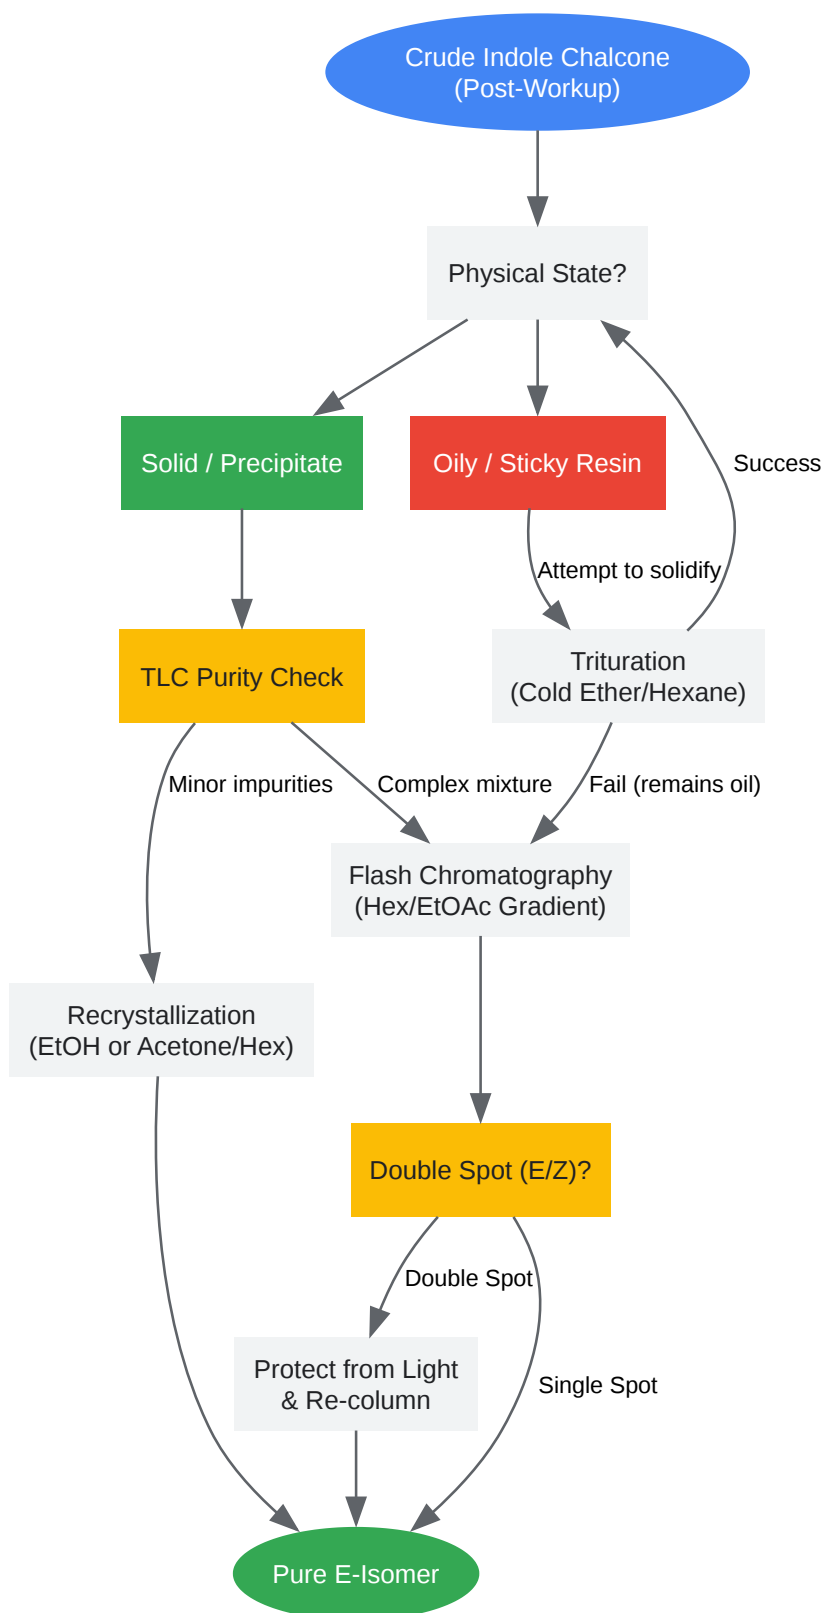 Crude Indole Chalcone
(Post-Workup)
Physical State?
Solid / Precipitate
Oily / Sticky Resin
Success
Attempt to solidify
TLC Purity Check
Trituration
(Cold Ether/Hexane)
Minor impurities
Complex mixture
Fail (remains oil)
Flash Chromatography
(Hex/EtOAc Gradient)
Recrystallization
(EtOH or Acetone/Hex)
Double Spot (E/Z)?
Double Spot
Protect from Light
& Re-column
Single Spot
Pure E-Isomer